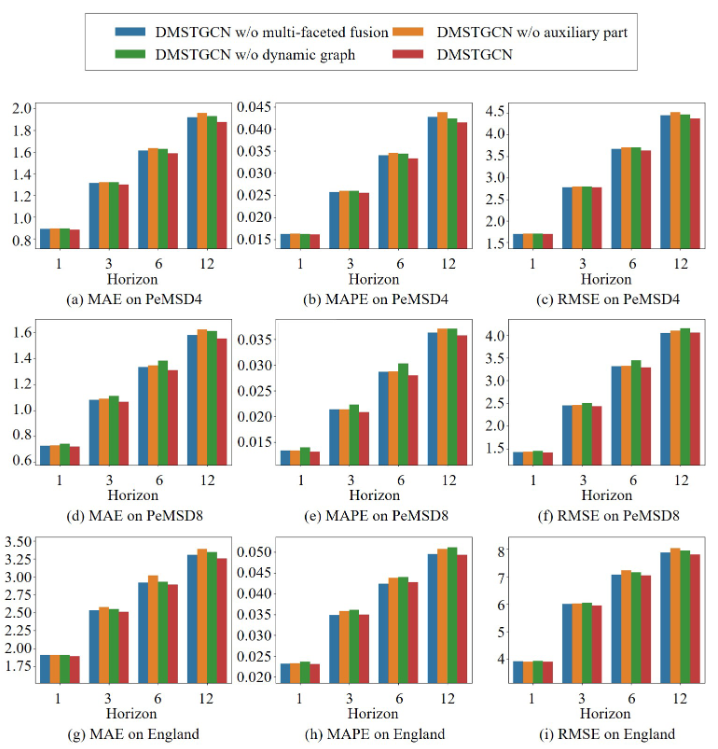 DMSTGCN w/o multi-faceted fusion DMSTGCN w/o auxiliary part
DMSTGCN w/o dynamic graph DMSTGCN
2.0
1.8
1.6
1.4
1.2
1.0
0.8
1 3 6 12
Horizon
(a) MAE on PeMSD4
0.045
0.040
0.035
0.030
0.025
0.020
0.015
1 3 6 12
Horizon
(b) MAPE on PeMSD4
4.5
4.0
3.5
3.0
2.5
2.0
1.5
1 3 6 12
Horizon
(c) RMSE on PeMSD4
1.6
1.4
1.2
1.0
0.8
0.6
1 3 6 12
Horizon
(d) MAE on PeMSD8
0.035
0.030
0.025
0.020
0.015
1 3 6 12
Horizon
(e) MAPE on PeMSD8
4.0
3.5
3.0
2.5
2.0
1.5
1 3 6 12
Horizon
(f) RMSE on PeMSD8
3.50
3.25
3.00
2.75
2.50
2.25
2.00
1.75
1 3 6 12
Horizon
(g) MAE on England
0.050
0.045
0.040
0.035
0.030
0.025
0.020
1 3 6 12
Horizon
(h) MAPE on England
8
7
6
5
4
1 3 6 12
Horizon
(i) RMSE on England